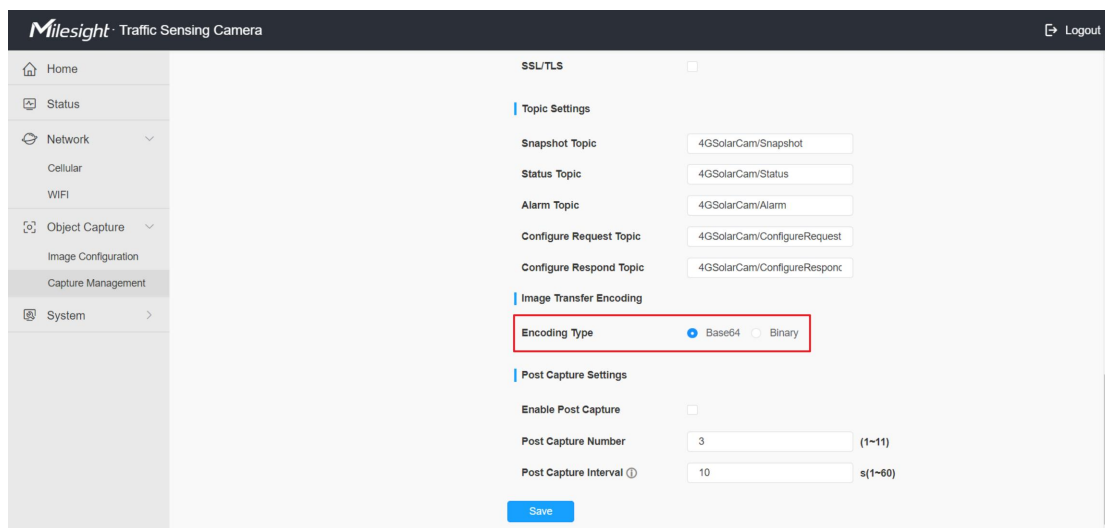 Milesight · Traffic Sensing Camera
Logout
Home
Status
Network
Cellular
WIFI
Object Capture
Image Configuration
Capture Management
System
SSL/TLS
Topic Settings
Snapshot Topic 4GSolarCam/Snapshot
Status Topic 4GSolarCam/Status
Alarm Topic 4GSolarCam/Alarm
Configure Request Topic 4GSolarCam/ConfigureRequest
Configure Respond Topic 4GSolarCam/ConfigureRespond
Image Transfer Encoding
Encoding Type Base64 Binary
Post Capture Settings
Enable Post Capture
Post Capture Number 3 (1~11)
Post Capture Interval 10 s(1~60)
Save